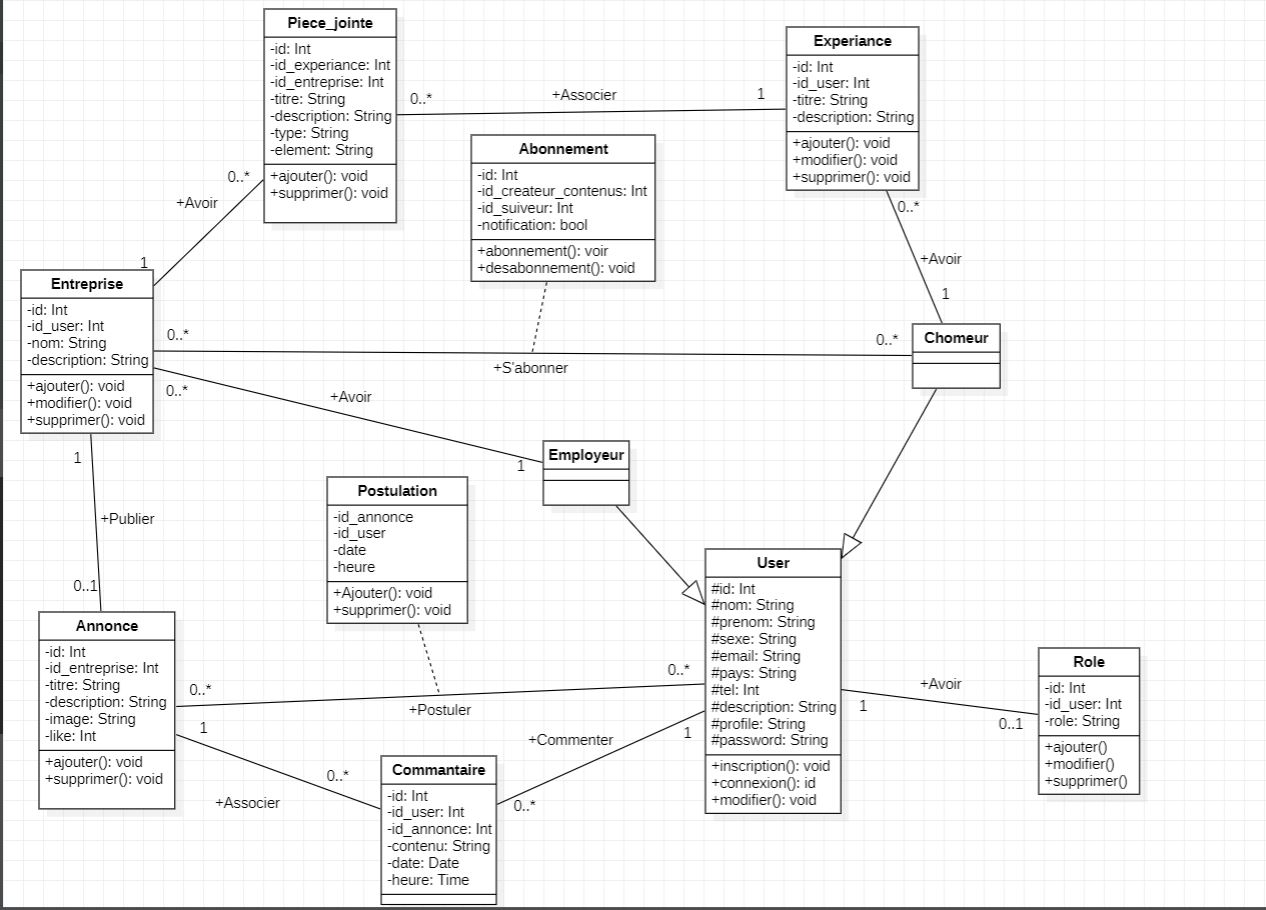 Piece_jointe
-id: Int
-id_experiance: Int
-id_entreprise: Int
-titre: String
-description: String
-type: String
-element: String
+ajouter(): void
+supprimer(): void
0..*
+Associer
1
Experiance
-id: Int
-id_user: Int
-titre: String
-description: String
+ajouter(): void
+modifier(): void
+supprimer(): void
Abonnement
-id: Int
-id_createur_contenus: Int
-id_suiveur: Int
-notification: bool
+abonnement(): voir
+desabonnement(): void
0..*
+Avoir
1
0..*
+Avoir
1
Entreprise
-id: Int
-id_user: Int
-nom: String
-description: String
+ajouter(): void
+modifier(): void
+supprimer(): void
0..*
+S'abonner
0..*
Chomeur
0..*
+Avoir
1
Employeur
1
+Publier
0..1
Postulation
-id_annonce
-id_user
-date
-heure
+Ajouter(): void
+supprimer(): void
User
#id: Int
#nom: String
#prenom: String
#sexe: String
#email: String
#pays: String
#tel: Int
#description: String
#profile: String
#password: String
+inscription(): void
+connexion(): id
+modifier(): void
Annonce
-id: Int
-id_entreprise: Int
-titre: String
-description: String
-image: String
-like: Int
+ajouter(): void
+supprimer(): void
0..*
+Postuler
0..*
1
+Avoir
0..1
Role
-id: Int
-id_user: Int
-role: String
+ajouter()
+modifier()
+supprimer()
1
+Associer
0..*
+Commenter
1
0..*
Commantaire
-id: Int
-id_user: Int
-id_annonce: Int
-contenu: String
-date: Date
-heure: Time